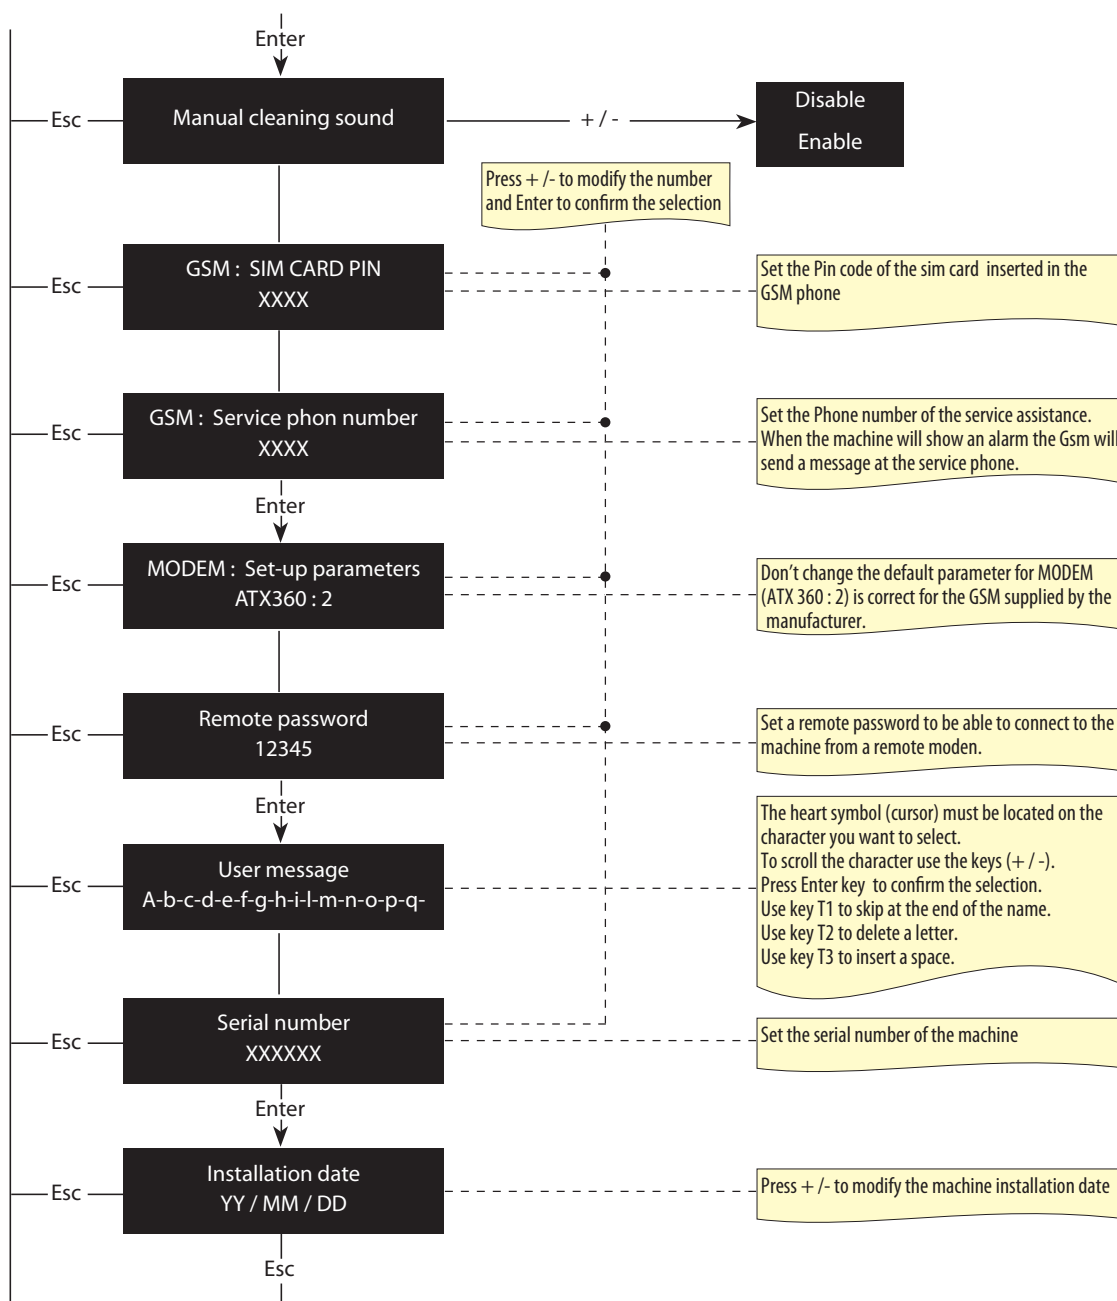 Enter
Esc
Manual cleaning sound
+ / -
Disable
Enable
Press + /- to modify the number
and Enter to confirm the selection
Esc
GSM :  SIM CARD PIN
XXXX
Set the Pin code of the sim card  inserted in the
GSM phone
Esc
GSM :  Service phon number
XXXX
Set the Phone number of the service assistance.
When the machine will show an alarm the Gsm will
send a message at the service phone.
Enter
Esc
MODEM :  Set-up parameters
ATX360 : 2
Don't change the default parameter for MODEM
(ATX 360 : 2) is correct for the GSM supplied by the
manufacturer.
Esc
Remote password
12345
Set a remote password to be able to connect to the
machine from a remote moden.
Enter
Esc
User message
A-b-c-d-e-f-g-h-i-l-m-n-o-p-q-
The heart symbol (cursor) must be located on the
character you want to select.
To scroll the character use the keys (+ / -).
Press Enter key  to confirm the selection.
Use key T1 to skip at the end of the name.
Use key T2 to delete a letter.
Use key T3 to insert a space.
Esc
Serial number
XXXXXX
Set the serial number of the machine
Enter
Esc
Installation date
YY / MM / DD
Press + /- to modify the machine installation date
Esc